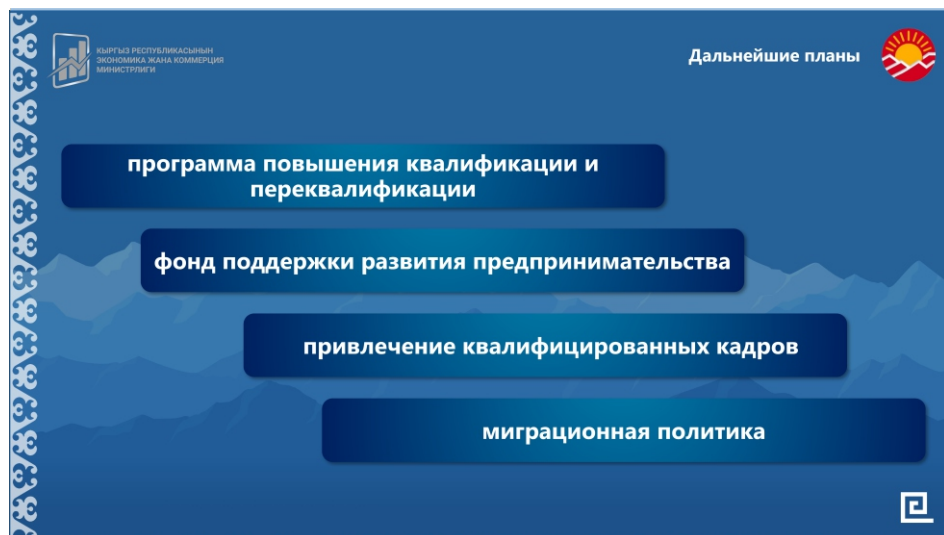 КЫРГЫЗ РЕСПУБЛИКАСЫНЫН
ЭКОНОМИКА ЖАНА КОММЕРЦИЯ
МИНИСТРЛИГИ
Дальнейшие планы
программа повышения квалификации и
переквалификации
фонд поддержки развития предпринимательства
привлечение квалифицированных кадров
миграционная политика